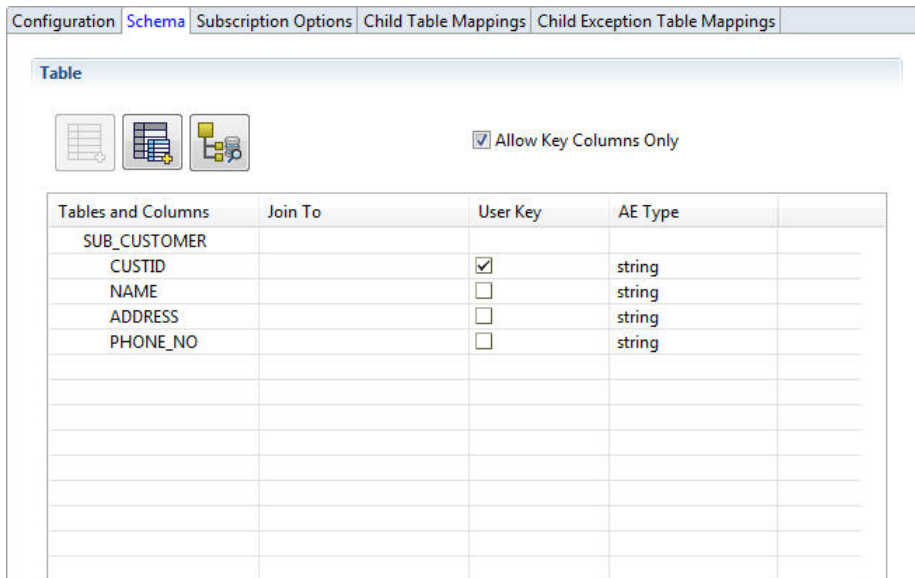 Configuration Schema Subscription Options Child Table Mappings Child Exception Table Mappings
Table
Allow Key Columns Only
Tables and Columns Join To User Key AE Type
SUB_CUSTOMER
CUSTID string
NAME string
ADDRESS string
PHONE_NO string